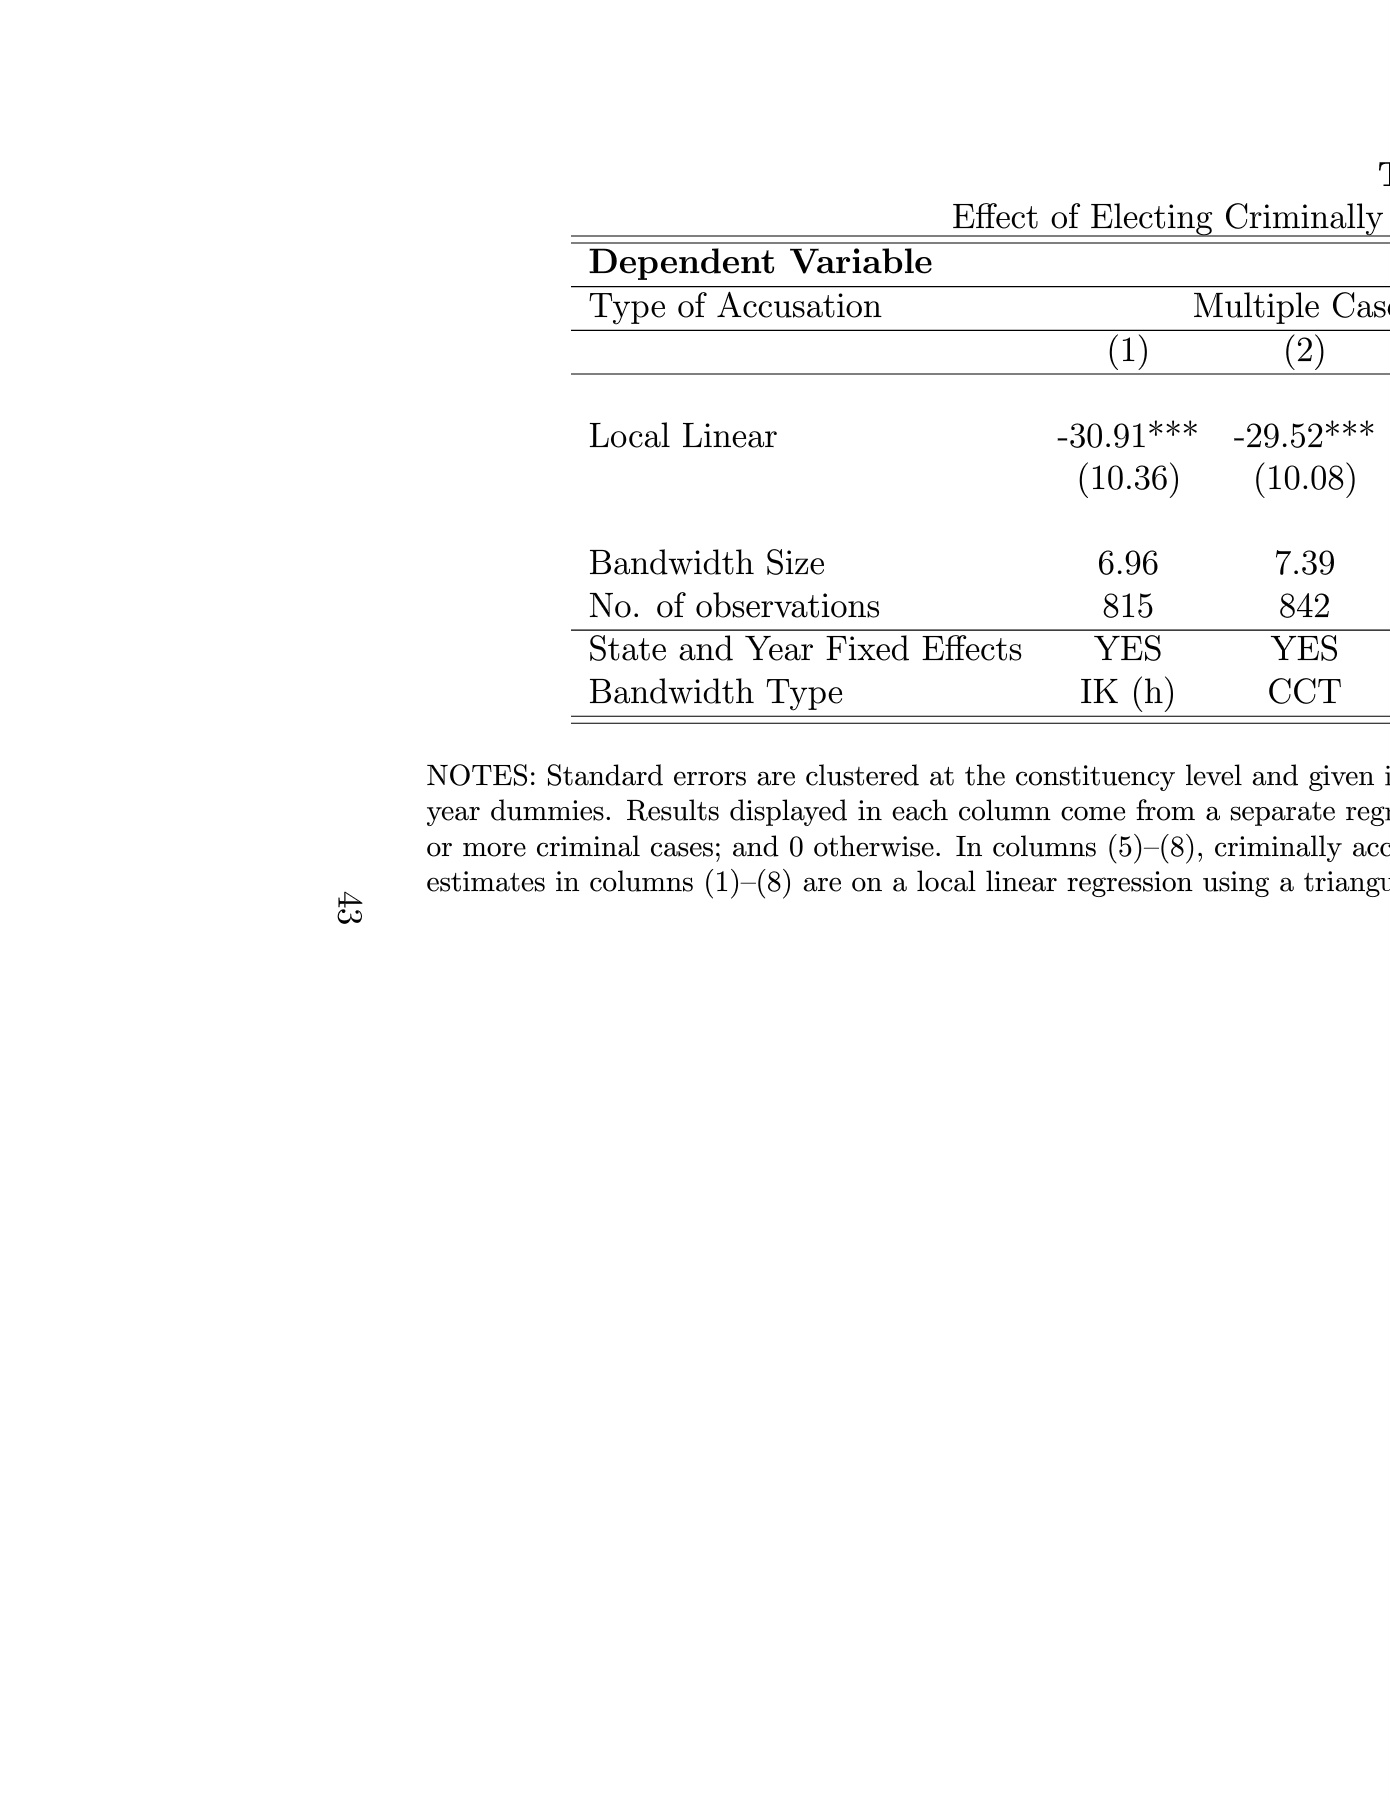 Effect of Electing Criminally
Dependent Variable
Type of Accusation Multiple
(1) (2)
Local Linear -30.91*** -29.52***
(10.36) (10.08)
Bandwidth Size 6.96 7.39
No. of observations 815 842
State and Year Fixed Effects YES YES
Bandwidth Type IK (h) CCT
NOTES: Standard errors are clustered at the constituency level and given
year dummies. Results displayed in each column come from a separate
or more criminal cases; and 0 otherwise. In columns (5)–(8), criminally
estimates in columns (1)–(8) are on a local linear regression using a
43